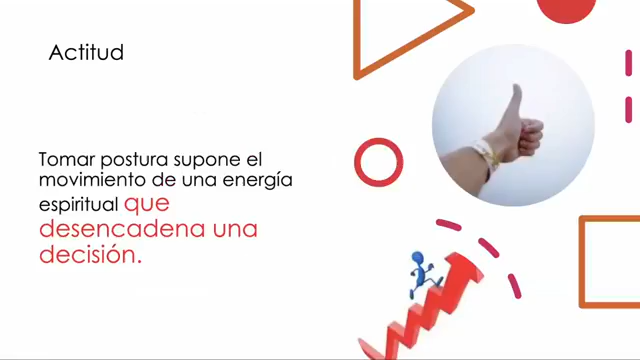 Actitud
Tomar postura supone el
movimiento de una energía
espiritual que
desencadena una
decisión.